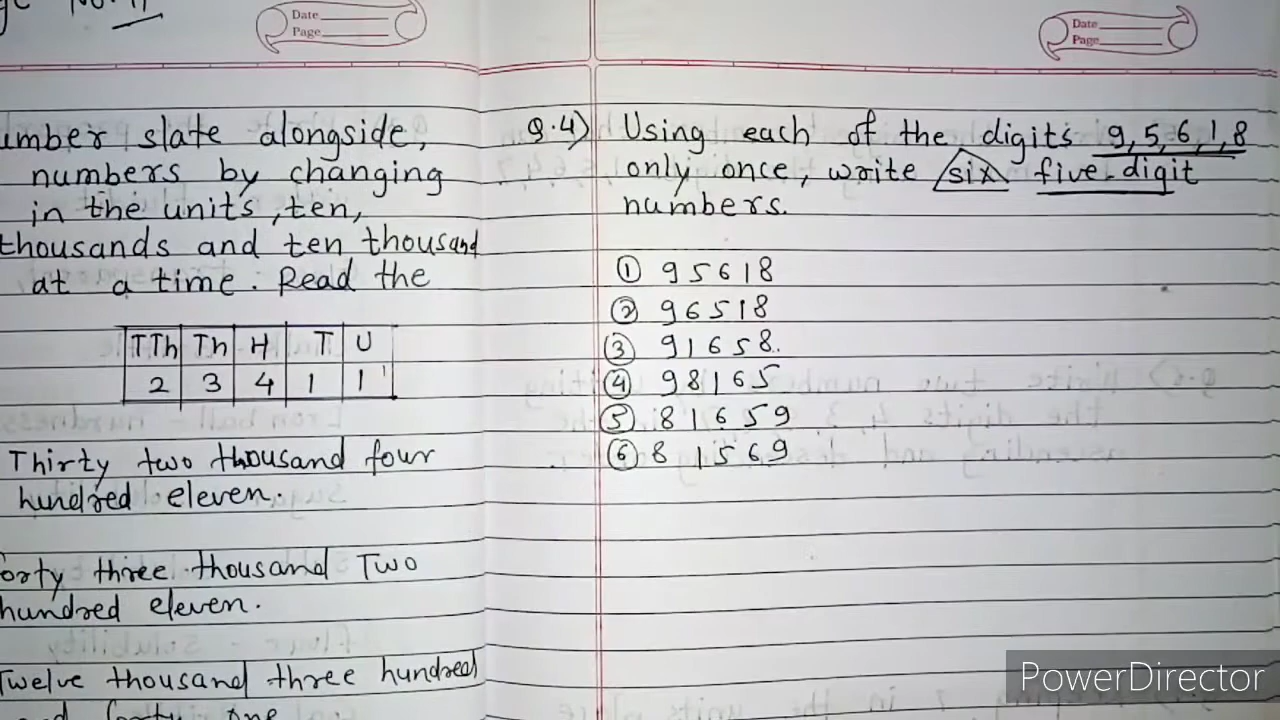 Date
Page
Date
Page
umber slate alongside,
numbers by changing
in the units, ten,
thousands and ten thousand
at a time. Read the
TTh Th H T U
2 3 4 1 1
Thirty two thousand four
hundred eleven.
orty three thousand Two
hundred eleven.
Twelve thousand three hundred
Q.4) Using each of the digits 9,5,6,1,8
only once, write six five-digit
numbers.
① 95618
② 96518
③ 91658.
④ 98165
⑤ 81659
⑥ 81569
PowerDirector